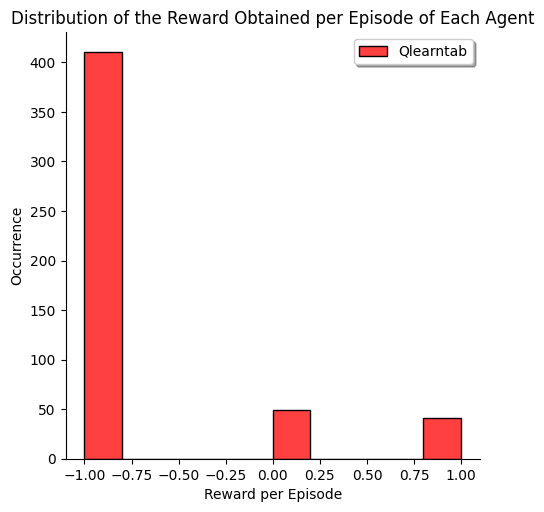 Distribution of the Reward Obtained per Episode of Each Agent
Qlearntab
400
350
300
250
200
150
100
50
0
Occurrence
−1.00 −0.75 −0.50 −0.25 0.00 0.25 0.50 0.75 1.00
Reward per Episode